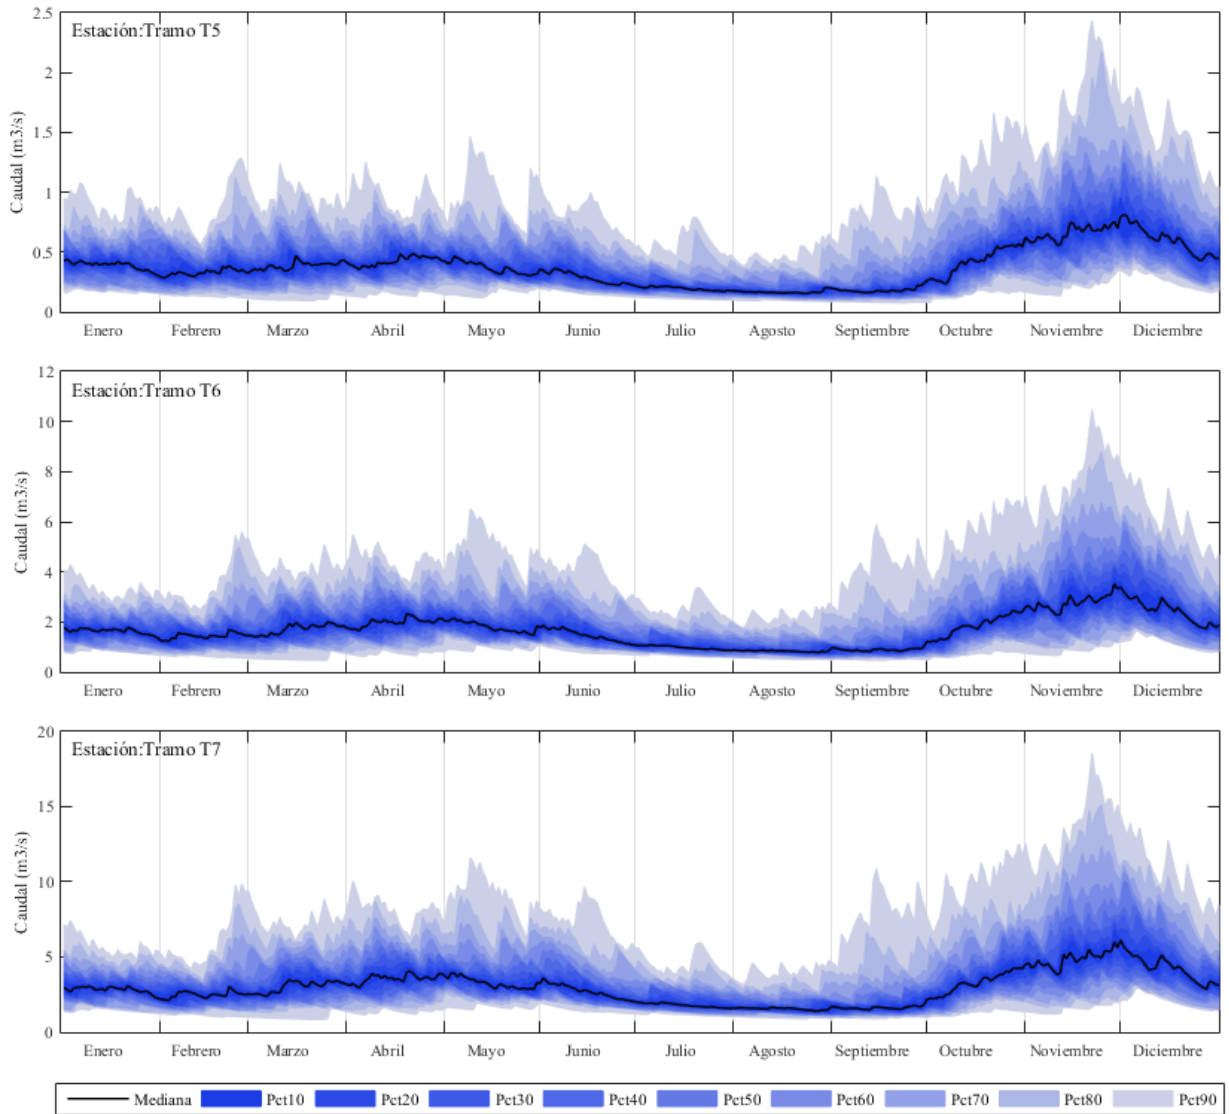 Estación:Tramo T5
Caudal (m3/s)
2.5
2
1.5
1
0.5
0
Enero Febrero Marzo Abril Mayo Junio Julio Agosto Septiembre Octubre Noviembre Diciembre
Estación:Tramo T6
Caudal (m3/s)
12
10
8
6
4
2
0
Enero Febrero Marzo Abril Mayo Junio Julio Agosto Septiembre Octubre Noviembre Diciembre
Estación:Tramo T7
Caudal (m3/s)
20
15
10
5
0
Enero Febrero Marzo Abril Mayo Junio Julio Agosto Septiembre Octubre Noviembre Diciembre
Mediana Pct10 Pct20 Pct30 Pct40 Pct50 Pct60 Pct70 Pct80 Pct90